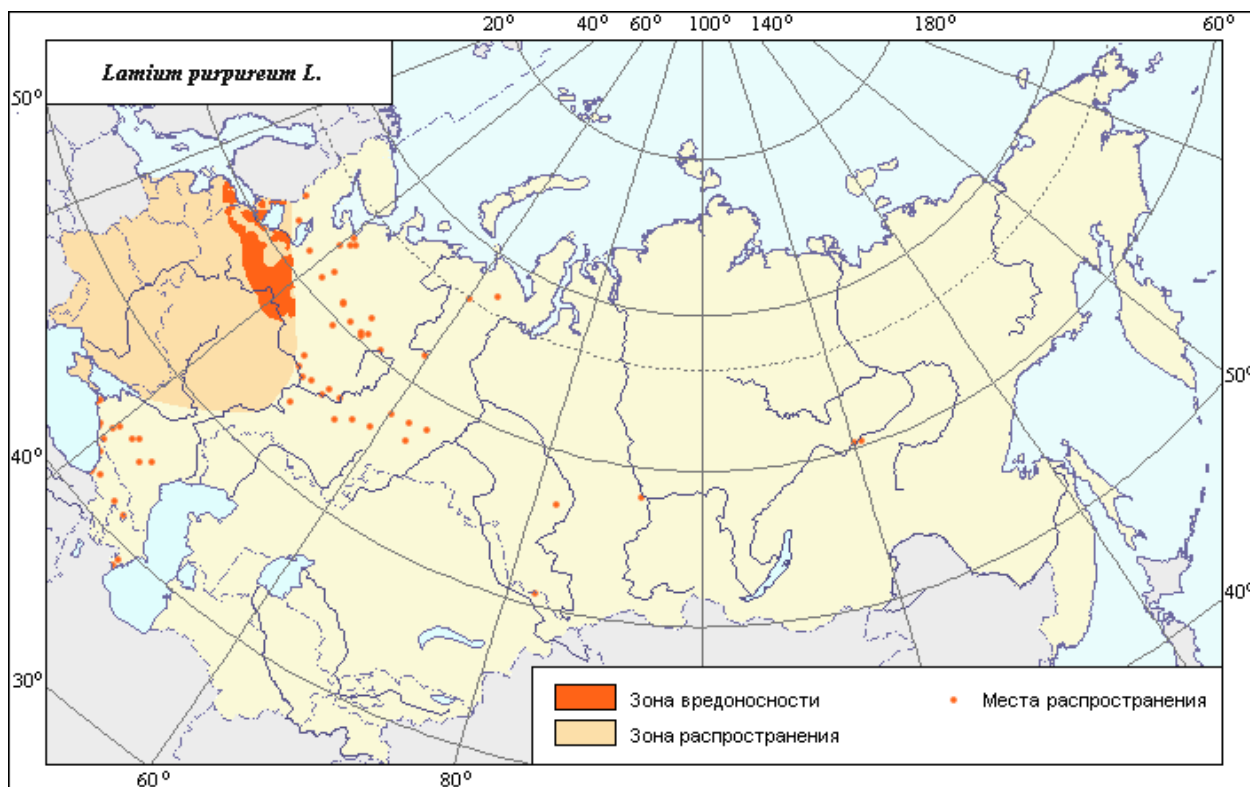 20° 40° 60° 100° 140° 180° 60°
Lamium purpureum L.
50°
50°
40°
40°
30°
Зона вредоносности
Места распространения
Зона распространения
60° 80°